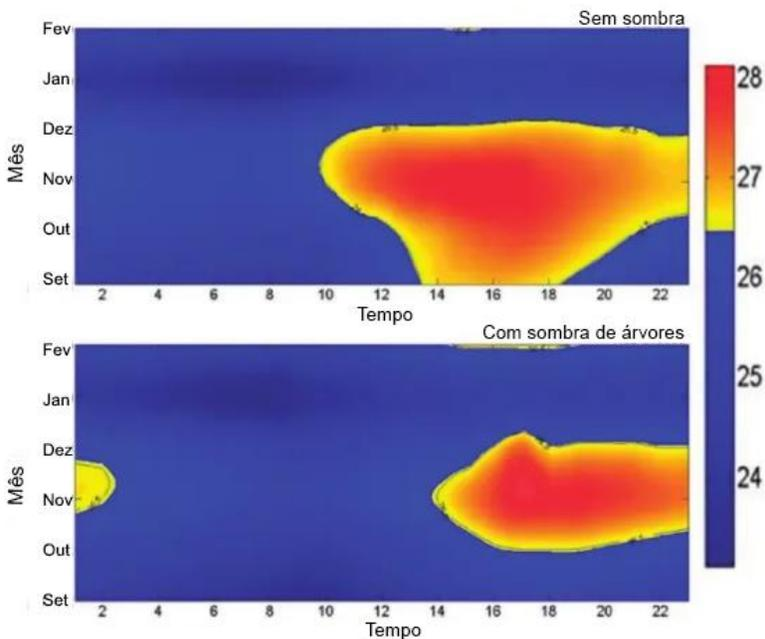 Sem sombra
Fev
Jan
Dez
Nov
Out
Set
Mês
2 4 6 8 10 12 14 16 18 20 22
Tempo
Com sombra de árvores
Fev
Jan
Dez
Nov
Out
Set
Mês
2 4 6 8 10 12 14 16 18 20 22
Tempo
28
27
26
25
24